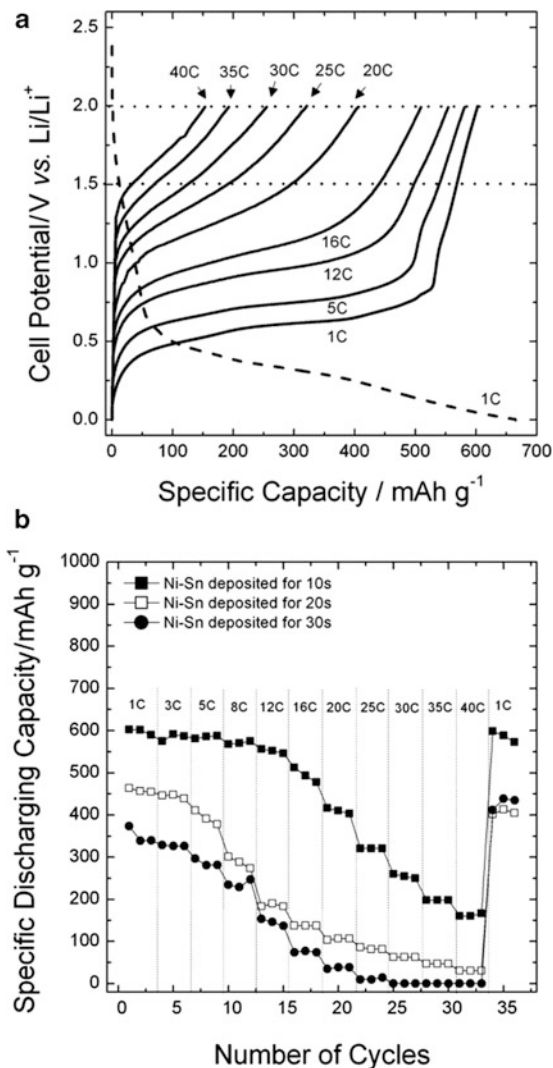 a
2.5
40C 35C 30C 25C 20C
2.0
1.5
16C
1.0
12C
5C
0.5
1C
1C
0.0
0 100 200 300 400 500 600 700
Cell Potential/V vs. Li/Li⁺
Specific Capacity / mAh g⁻¹
b
1000
900
800
700
600
500
400
300
200
100
0
Ni-Sn deposited for 10s
Ni-Sn deposited for 20s
Ni-Sn deposited for 30s
1C 3C 5C 8C 12C 16C 20C 25C 30C 35C 40C 1C
0 5 10 15 20 25 30 35
Specific Discharging Capacity/mAh g⁻¹
Number of Cycles